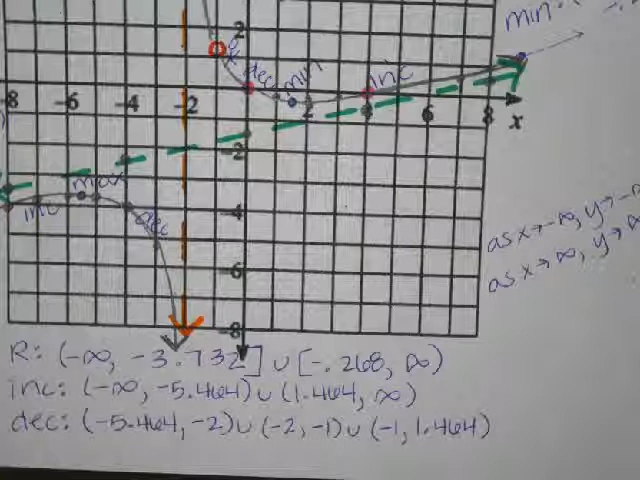 min:
2
dec
min
inc
-8 -6 -4 -2 2 4 6 8 x
-2
max
inc
-4
dec
as x→-∞, y→-∞
as x→∞, y→∞
-6
-8
R: (-∞, -3.732] ∪ [-.268, ∞)
inc: (-∞, -5.464) ∪ (1.464, ∞)
dec: (-5.464, -2) ∪ (-2, -1) ∪ (-1, 1.464)